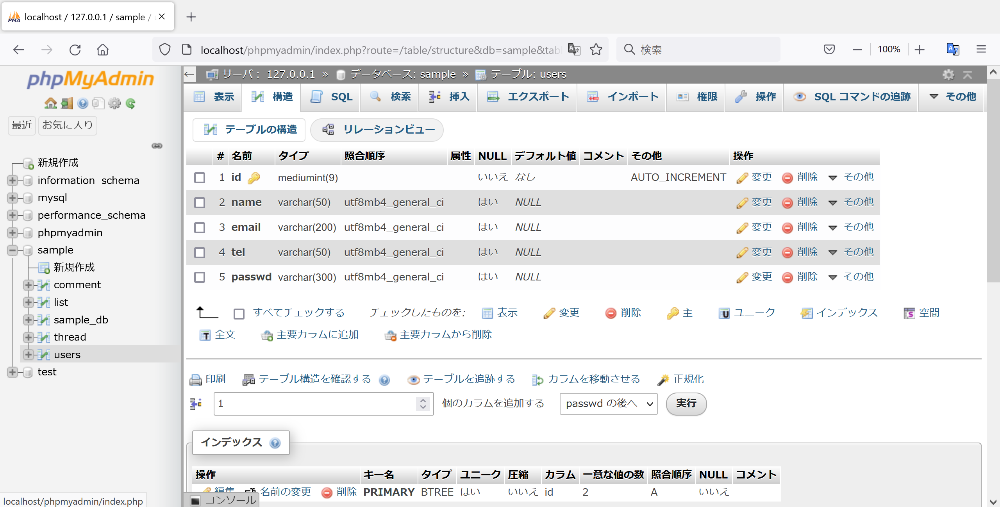 localhost / 127.0.0.1 / sample /
localhost/phpmyadmin/index.php?route=/table/structure&db=sample&tabl
検索
100%
phpMyAdmin
最近 お気に入り
新規作成
information_schema
mysql
performance_schema
phpmyadmin
sample
新規作成
comment
list
sample_db
thread
users
test
localhost/phpmyadmin/index.php
サーバ: 127.0.0.1 » データベース: sample » テーブル: users
表示 構造 SQL 検索 挿入 エクスポート インポート 権限 操作 SQL コマンドの追跡 その他
テーブルの構造 リレーションビュー
# 名前 タイプ 照合順序 属性 NULL デフォルト値 コメント その他 操作
1 id mediumint(9) いいえ なし AUTO_INCREMENT 変更 削除 その他
2 name varchar(50) utf8mb4_general_ci はい NULL 変更 削除 その他
3 email varchar(200) utf8mb4_general_ci はい NULL 変更 削除 その他
4 tel varchar(50) utf8mb4_general_ci はい NULL 変更 削除 その他
5 passwd varchar(300) utf8mb4_general_ci はい NULL 変更 削除 その他
すべてチェックする チェックしたものを: 表示 変更 削除 主 ユニーク インデックス 空間
全文 主要カラムに追加 主要カラムから削除
印刷 テーブル構造を確認する テーブルを追跡する カラムを移動させる 正規化
1 個のカラムを追加する passwd の後へ 実行
インデックス
操作 キー名 タイプ ユニーク 圧縮 カラム 一意な値の数 照合順序 NULL コメント
編集 名前の変更 削除 PRIMARY BTREE はい いいえ id 2 A いいえ
コンソール